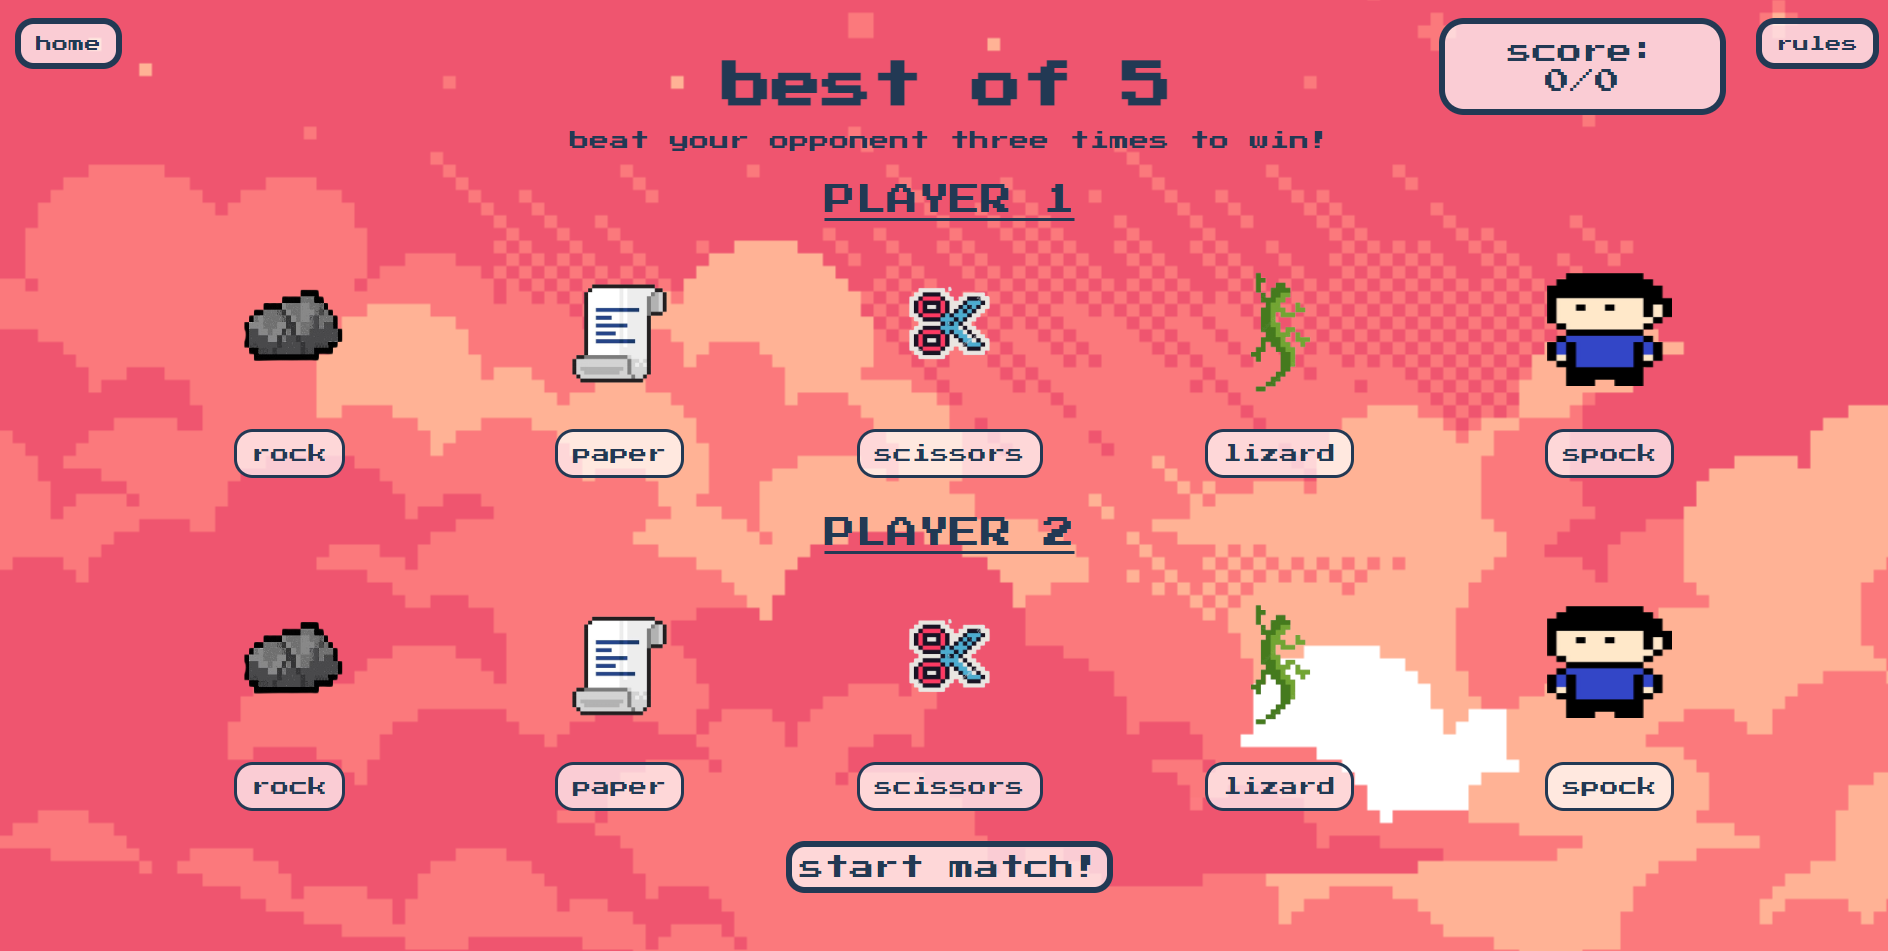 home
best of 5
score:
0/0
rules
beat your opponent three times to win!
PLAYER 1
rock
paper
scissors
lizard
spock
PLAYER 2
rock
paper
scissors
lizard
spock
start match!